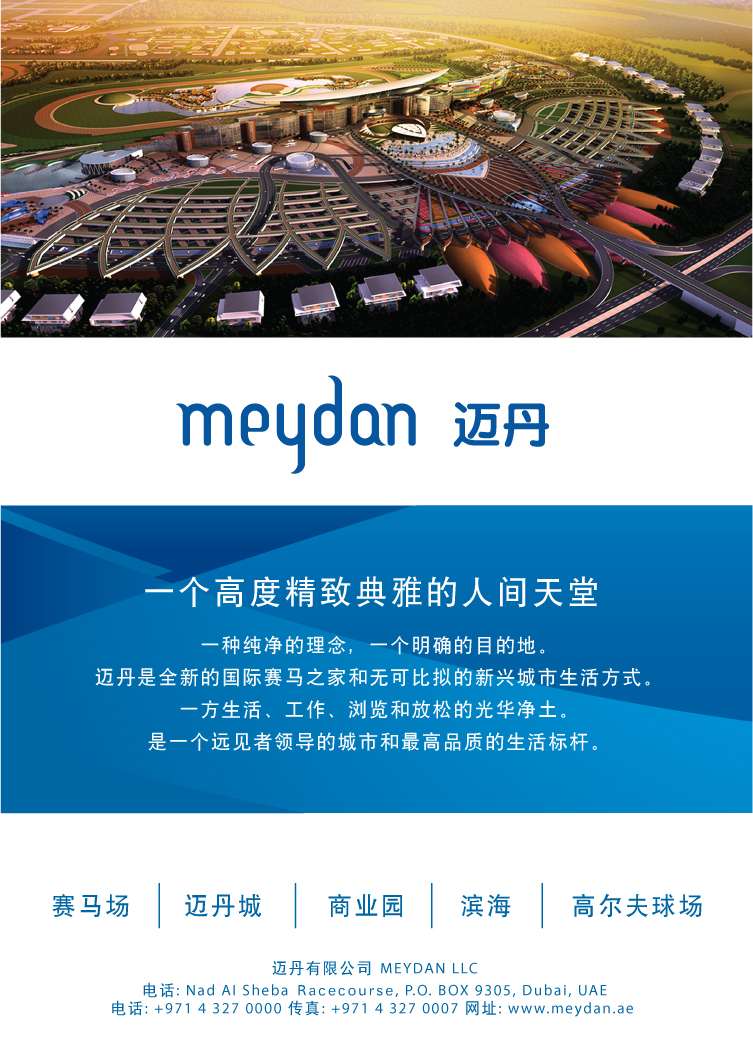 meydan 迈丹
一个高度精致典雅的人间天堂
一种纯净的理念，一个明确的目的地。
迈丹是全新的国际赛马之家和无可比拟的新兴城市生活方式。
一方生活、工作、浏览和放松的光华净土。
是一个远见者领导的城市和最高品质的生活标杆。
赛马场 | 迈丹城 | 商业园 | 滨海 | 高尔夫球场
迈丹有限公司 MEYDAN LLC
电话: Nad Al Sheba Racecourse, P.O. BOX 9305, Dubai, UAE
电话: +971 4 327 0000 传真: +971 4 327 0007 网址: www.meydan.ae